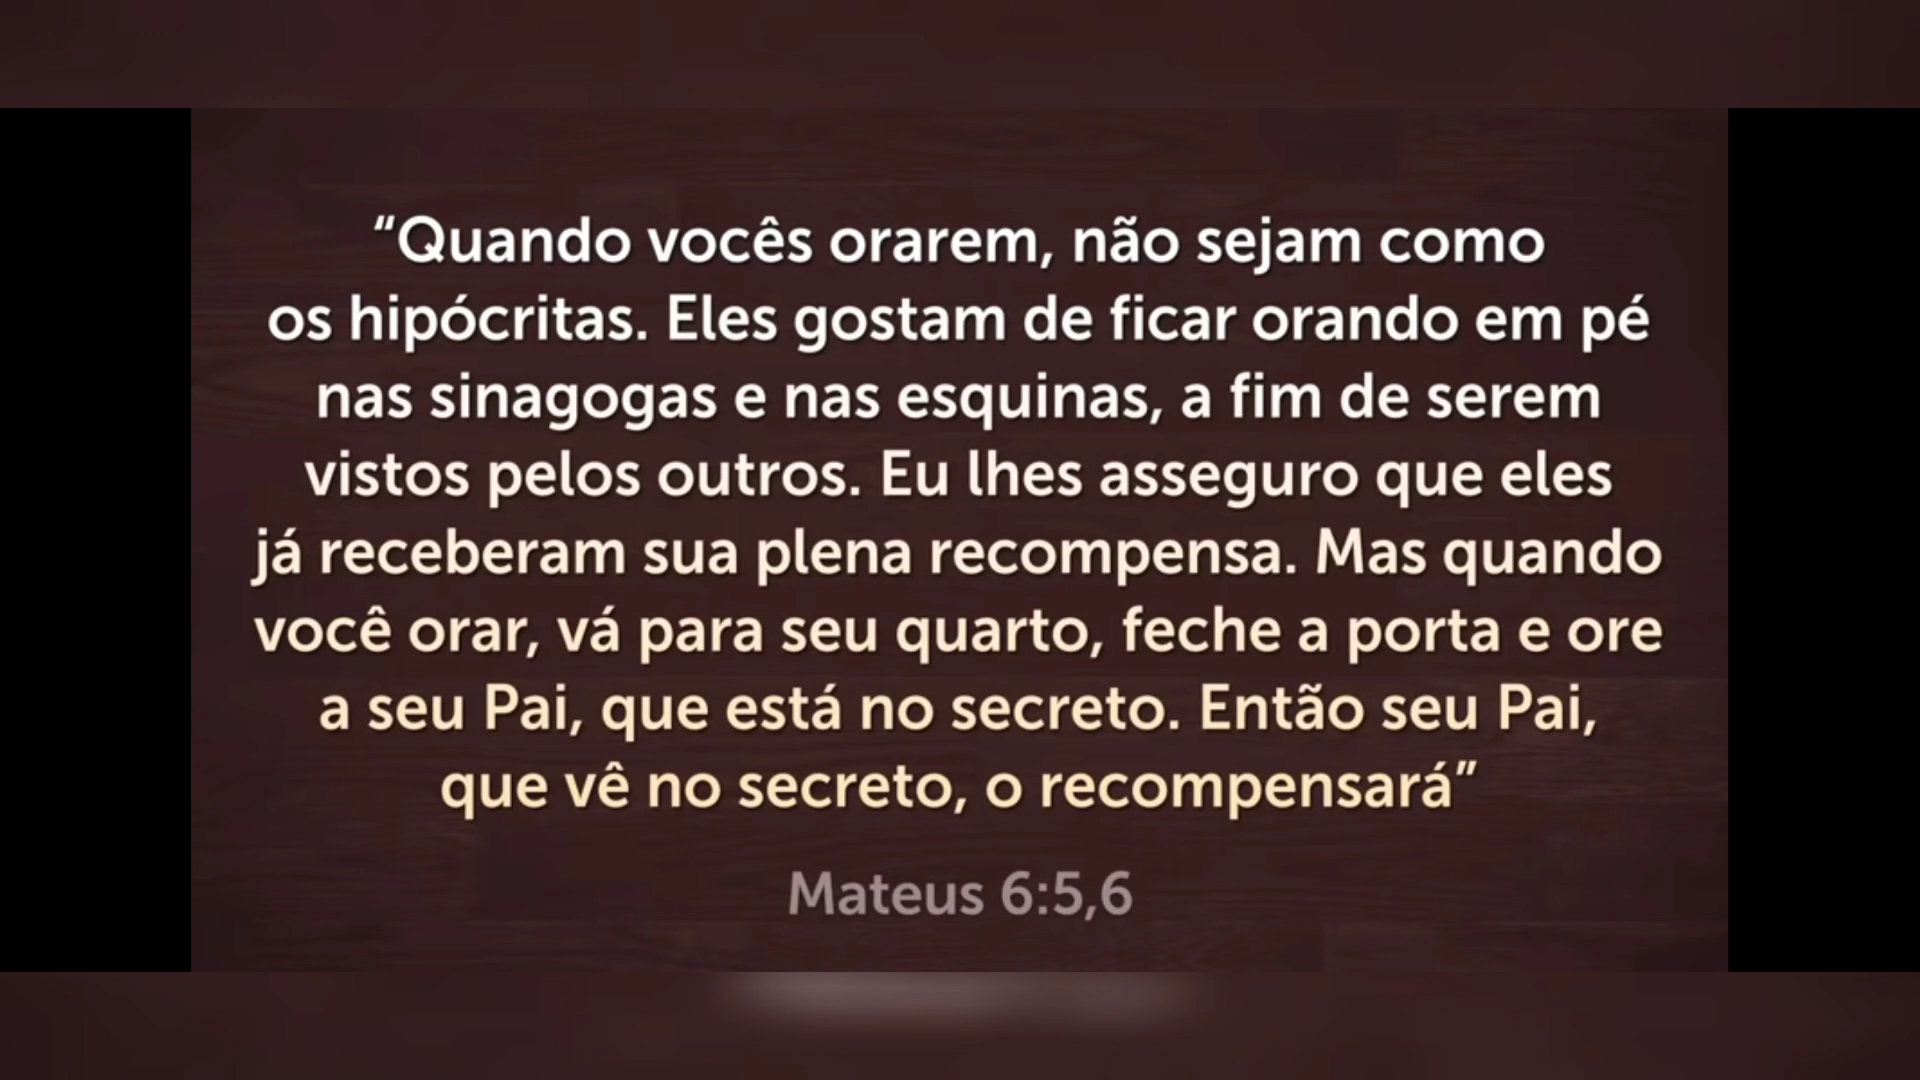 “Quando vocês orarem, não sejam como
os hipócritas. Eles gostam de ficar orando em pé
nas sinagogas e nas esquinas, a fim de serem
vistos pelos outros. Eu lhes asseguro que eles
já receberam sua plena recompensa. Mas quando
você orar, vá para seu quarto, feche a porta e ore
a seu Pai, que está no secreto. Então seu Pai,
que vê no secreto, o recompensará”
Mateus 6:5,6